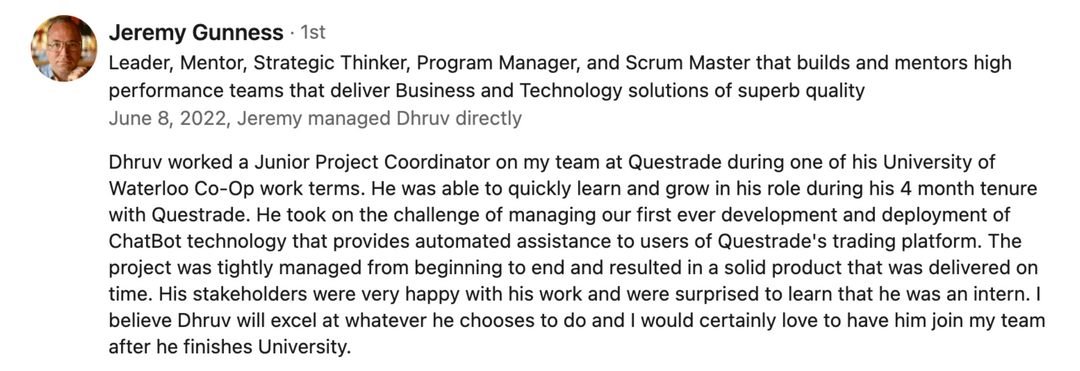 Jeremy Gunness · 1st
Leader, Mentor, Strategic Thinker, Program Manager, and Scrum Master that builds and mentors high
performance teams that deliver Business and Technology solutions of superb quality
June 8, 2022, Jeremy managed Dhruv directly
Dhruv worked a Junior Project Coordinator on my team at Questrade during one of his University of
Waterloo Co-Op work terms. He was able to quickly learn and grow in his role during his 4 month tenure
with Questrade. He took on the challenge of managing our first ever development and deployment of
ChatBot technology that provides automated assistance to users of Questrade's trading platform. The
project was tightly managed from beginning to end and resulted in a solid product that was delivered on
time. His stakeholders were very happy with his work and were surprised to learn that he was an intern. I
believe Dhruv will excel at whatever he chooses to do and I would certainly love to have him join my team
after he finishes University.